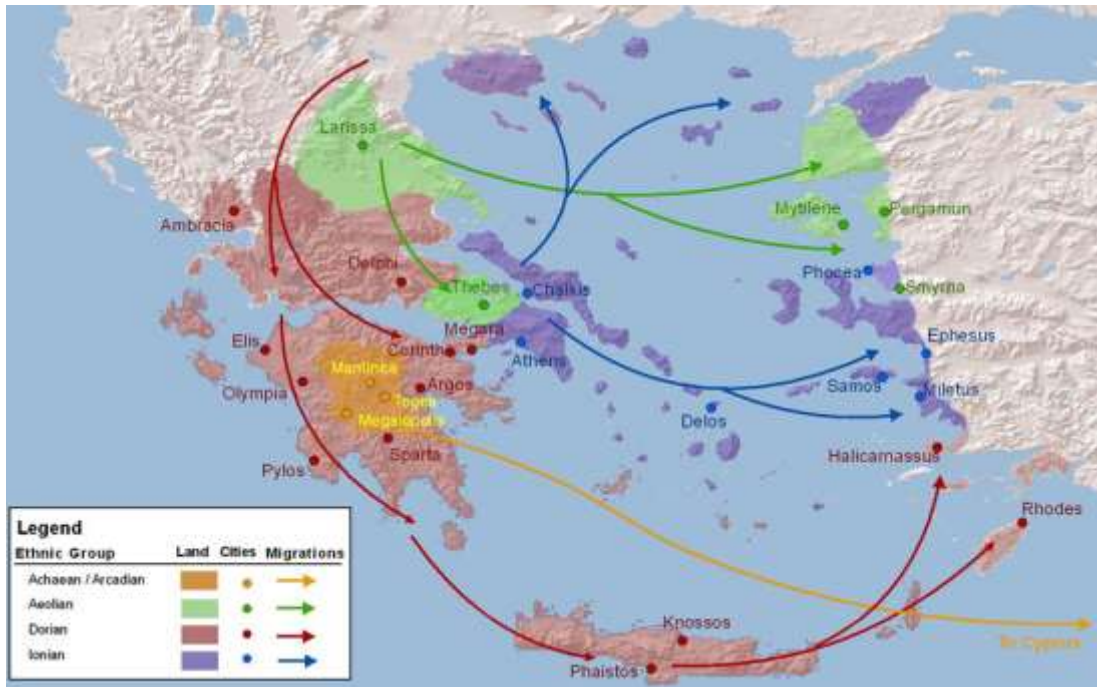 Larissa
Ambracia
Mytilene
Pergamun
Delphi
Phocea
Thebes
Chalkis
Smyrna
Megara
Elis
Corinth
Athens
Ephesus
Mantinea
Olympia
Argos
Samos
Miletus
Tegea
Delos
Megalopolis
Sparta
Halicarnassus
Pylos
Rhodes
Knossos
To Cyprus
Phaistos
Legend
Ethnic Group Land Cities Migrations
Achaean / Arcadian
Aeolian
Dorian
Ionian